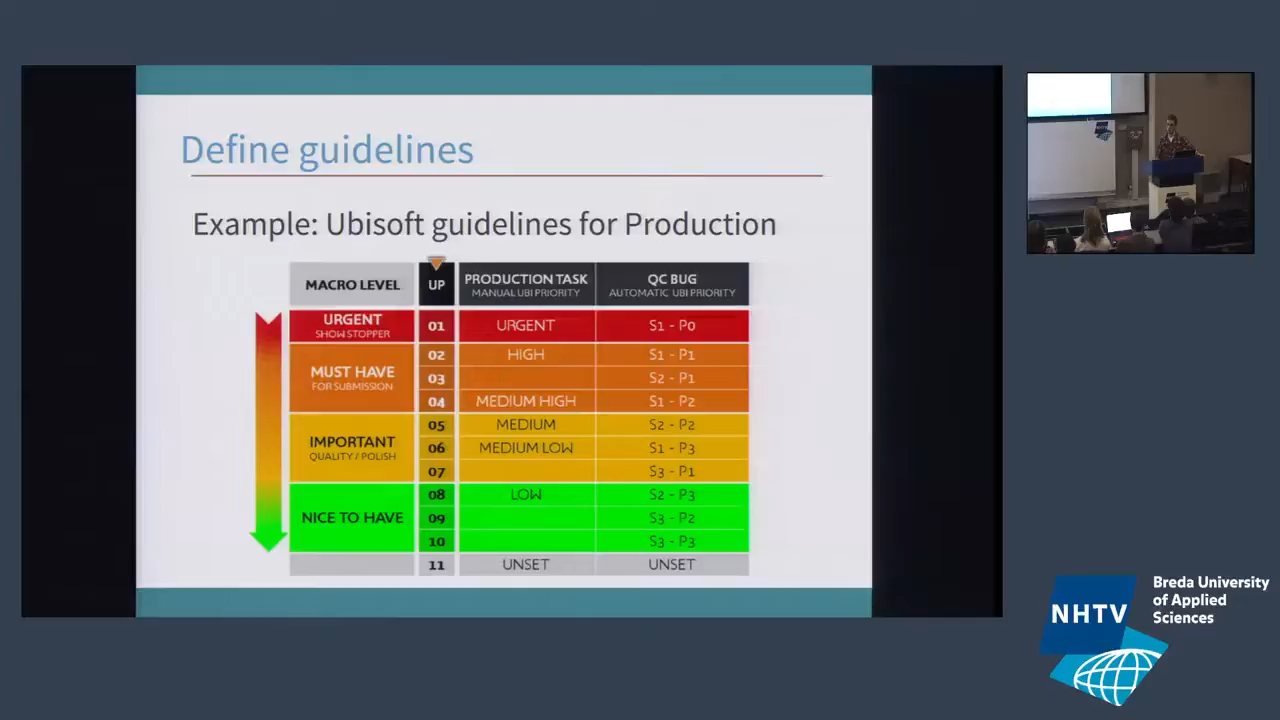 Define guidelines
Example: Ubisoft guidelines for Production
MACRO LEVEL UP PRODUCTION TASK QC BUG
MANUAL UBI PRIORITY AUTOMATIC UBI PRIORITY
URGENT 01 URGENT S1 - P0
SHOW STOPPER
MUST HAVE 02 HIGH S1 - P1
FOR SUBMISSION 03 S2 - P1
04 MEDIUM HIGH S1 - P2
IMPORTANT 05 MEDIUM S2 - P2
QUALITY / POLISH 06 MEDIUM LOW S1 - P3
07 S3 - P1
NICE TO HAVE 08 LOW S2 - P3
09 S3 - P2
10 S3 - P3
11 UNSET UNSET
NHTV
Breda University
of Applied
Sciences